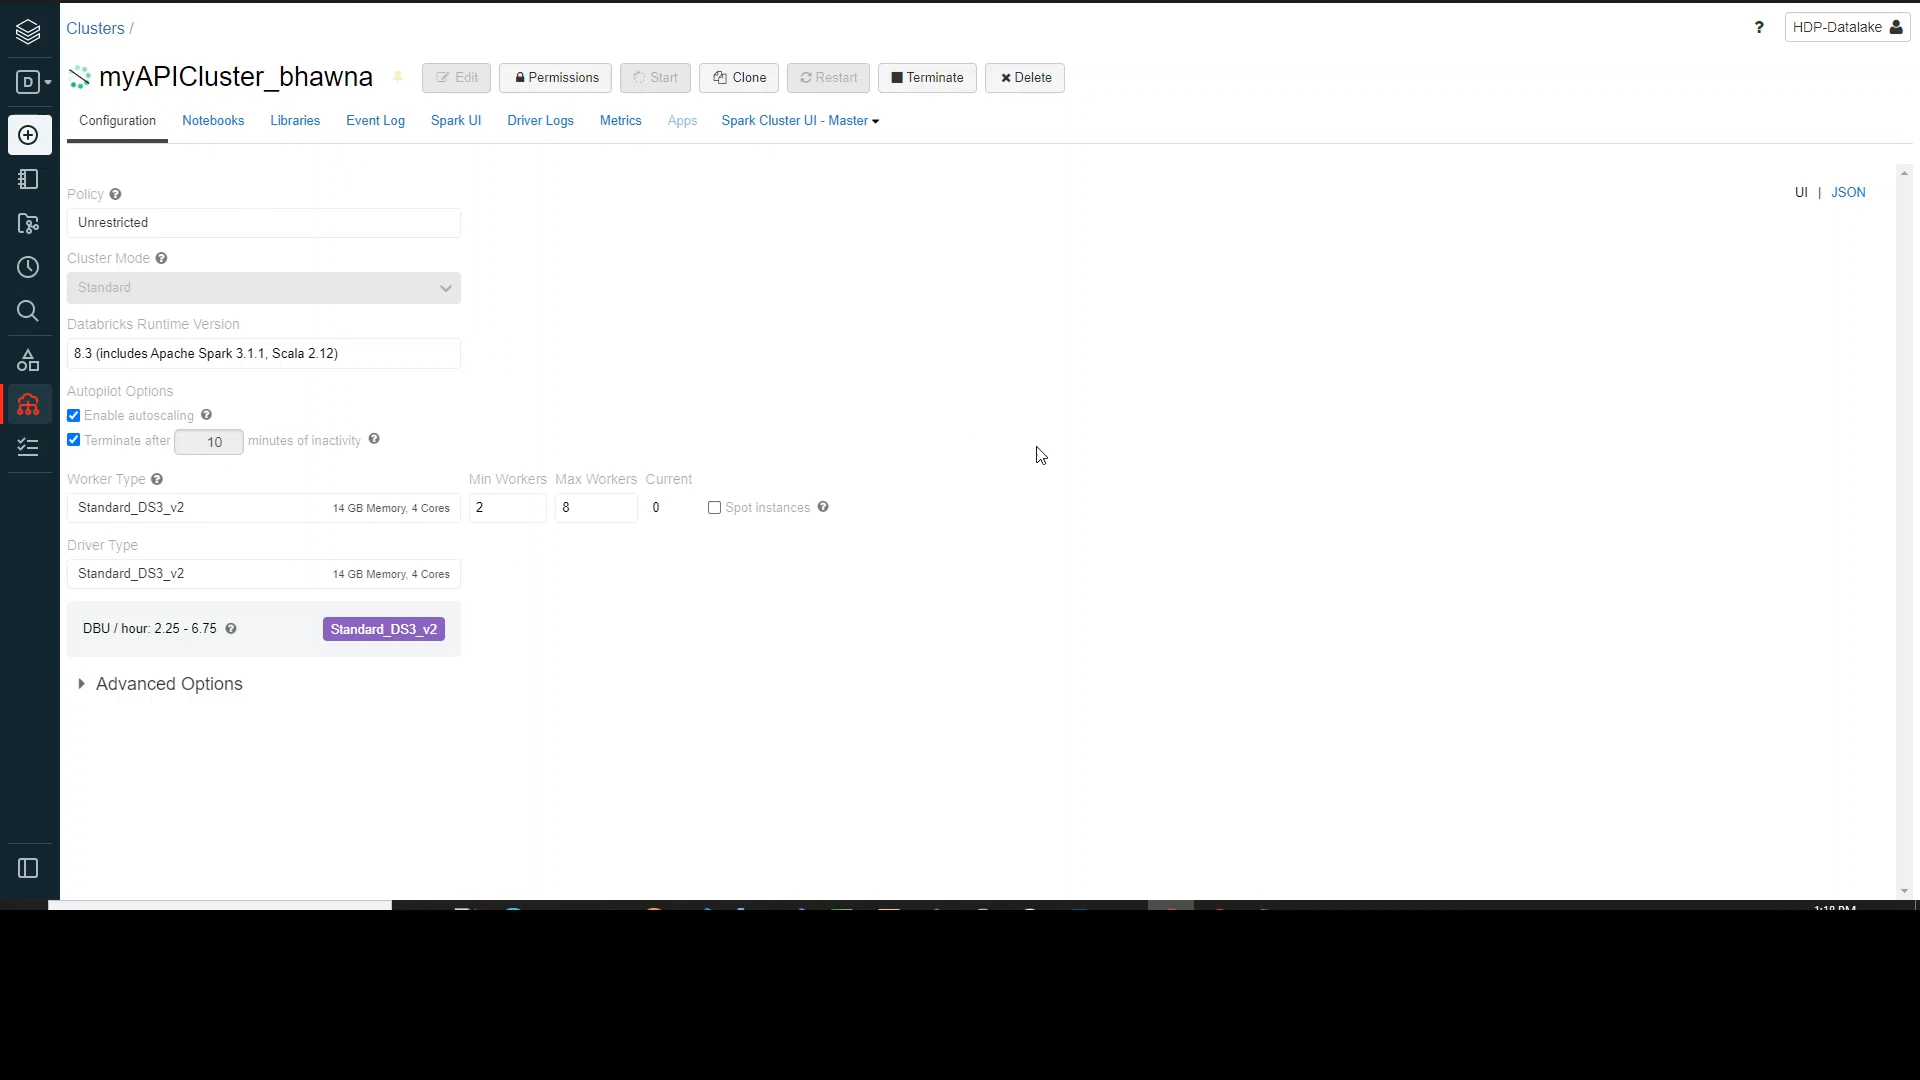 Clusters /
? HDP-Datalake
D
myAPICluster_bhawna Edit Permissions Start Clone Restart Terminate Delete
Configuration Notebooks Libraries Event Log Spark UI Driver Logs Metrics Apps Spark Cluster UI - Master
UI | JSON
Policy ?
Unrestricted
Cluster Mode ?
Standard
Databricks Runtime Version
8.3 (includes Apache Spark 3.1.1, Scala 2.12)
Autopilot Options
Enable autoscaling ?
Terminate after 10 minutes of inactivity ?
Worker Type ? Min Workers Max Workers Current
Standard_DS3_v2 14 GB Memory, 4 Cores 2 8 0 Spot instances ?
Driver Type
Standard_DS3_v2 14 GB Memory, 4 Cores
DBU / hour: 2.25 - 6.75 ? Standard_DS3_v2
Advanced Options
1:18 PM